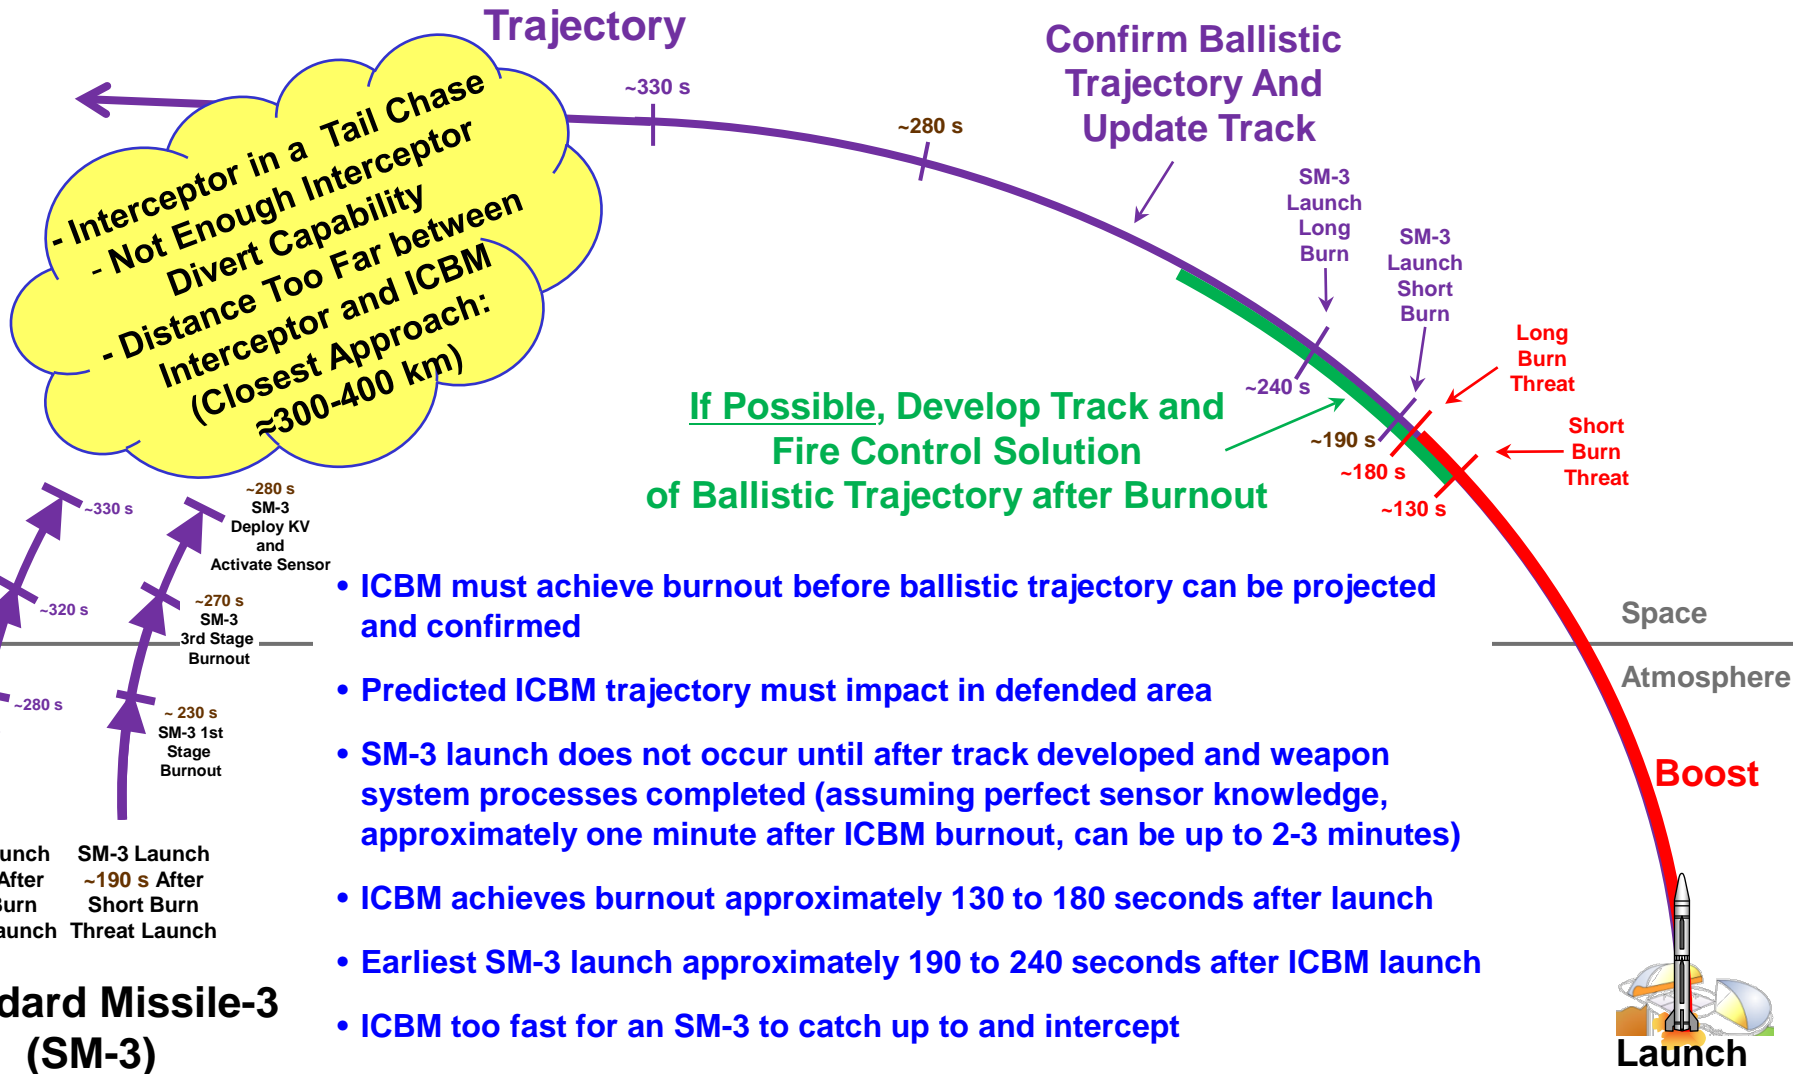 Trajectory
Confirm Ballistic
Trajectory And
Update Track
~330 s
~280 s
- Interceptor in a Tail Chase
- Not Enough Interceptor
Divert Capability
- Distance Too Far between
Interceptor and ICBM
(Closest Approach:
≈300-400 km)
SM-3
Launch
Long
Burn
SM-3
Launch
Short
Burn
Long
Burn
Threat
Short
Burn
Threat
~240 s
~190 s
~180 s
~130 s
If Possible, Develop Track and
Fire Control Solution
of Ballistic Trajectory after Burnout
~330 s
~320 s
~280 s
~280 s
SM-3
Deploy KV
and
Activate Sensor
~270 s
SM-3
3rd Stage
Burnout
~ 230 s
SM-3 1st
Stage
Burnout
• ICBM must achieve burnout before ballistic trajectory can be projected
and confirmed
• Predicted ICBM trajectory must impact in defended area
• SM-3 launch does not occur until after track developed and weapon
system processes completed (assuming perfect sensor knowledge,
approximately one minute after ICBM burnout, can be up to 2-3 minutes)
• ICBM achieves burnout approximately 130 to 180 seconds after launch
• Earliest SM-3 launch approximately 190 to 240 seconds after ICBM launch
• ICBM too fast for an SM-3 to catch up to and intercept
Space
Atmosphere
Boost
Launch
unch
After
Burn
aunch
SM-3 Launch
~190 s After
Short Burn
Threat Launch
dard Missile-3
(SM-3)